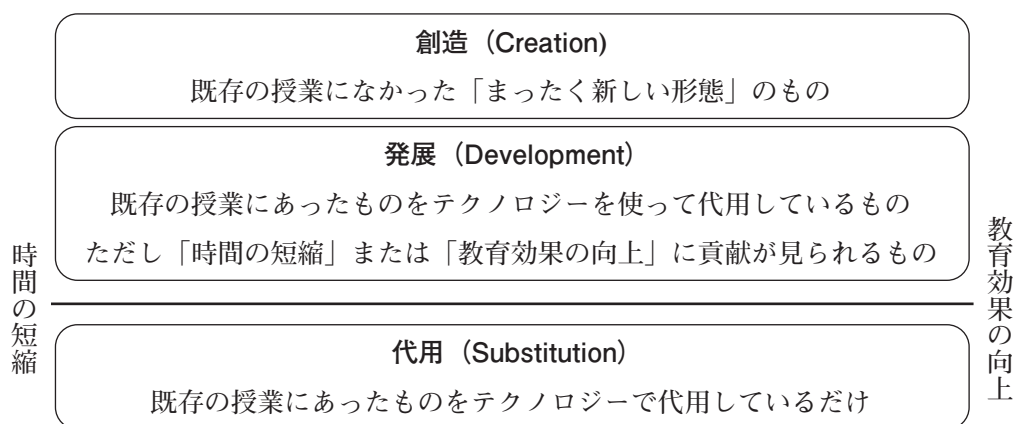 創造（Creation)
既存の授業になかった「まったく新しい形態」のもの
発展（Development）
既存の授業にあったものをテクノロジーを使って代用しているもの
ただし「時間の短縮」または「教育効果の向上」に貢献が見られるもの
時間の短縮
教育効果の向上
代用（Substitution）
既存の授業にあったものをテクノロジーで代用しているだけ